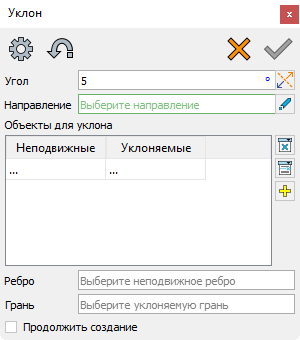 Уклон
Угол 5 °
Направление Выберите направление
Объекты для уклона
Неподвижные Уклоняемые
... ...
Ребро Выберите неподвижное ребро
Грань Выберите уклоняемую грань
Продолжить создание